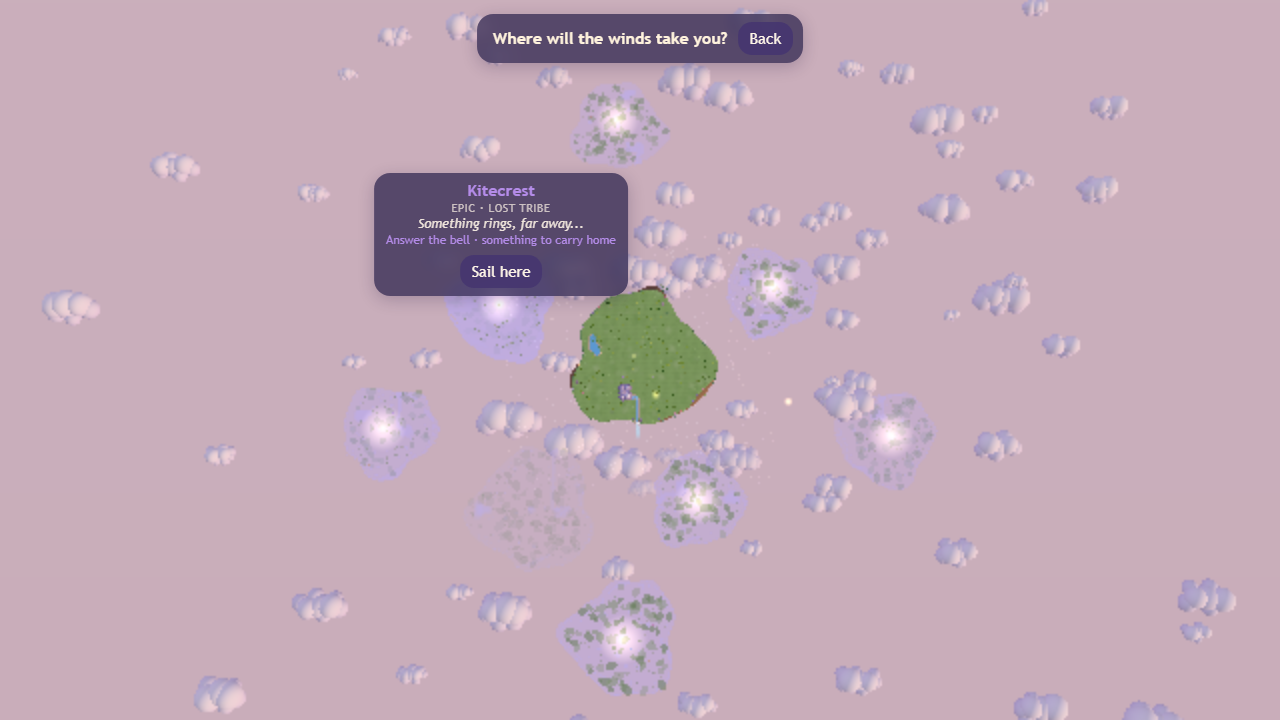 Where will the winds take you?
Back
Kitecrest
EPIC · LOST TRIBE
Something rings, far away...
Answer the bell · something to carry home
Sail here